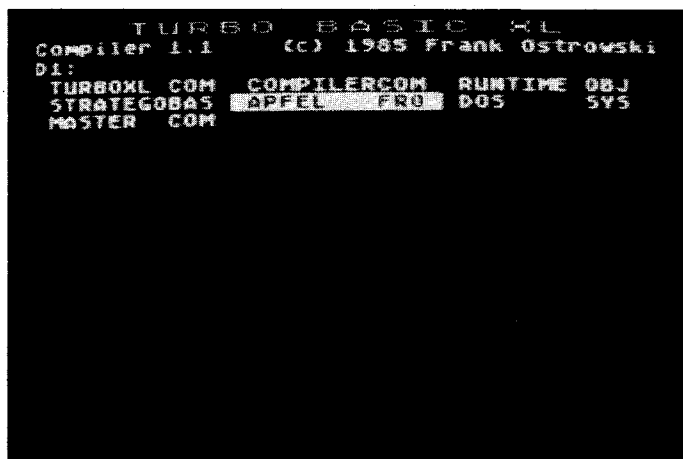 TURBO BASIC XL
Compiler 1.1 (c) 1985 Frank Ostrowski
D1:
TURBOXL COM COMPILERCOM RUNTIME OBJ
STRATEGOBAS APFEL FRO DOS SYS
MASTER COM